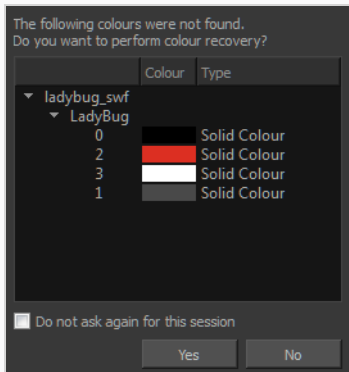 The following colours were not found.
Do you want to perform colour recovery?
Colour Type
ladybug_swf
LadyBug
0 Solid Colour
2 Solid Colour
3 Solid Colour
1 Solid Colour
Do not ask again for this session
Yes No